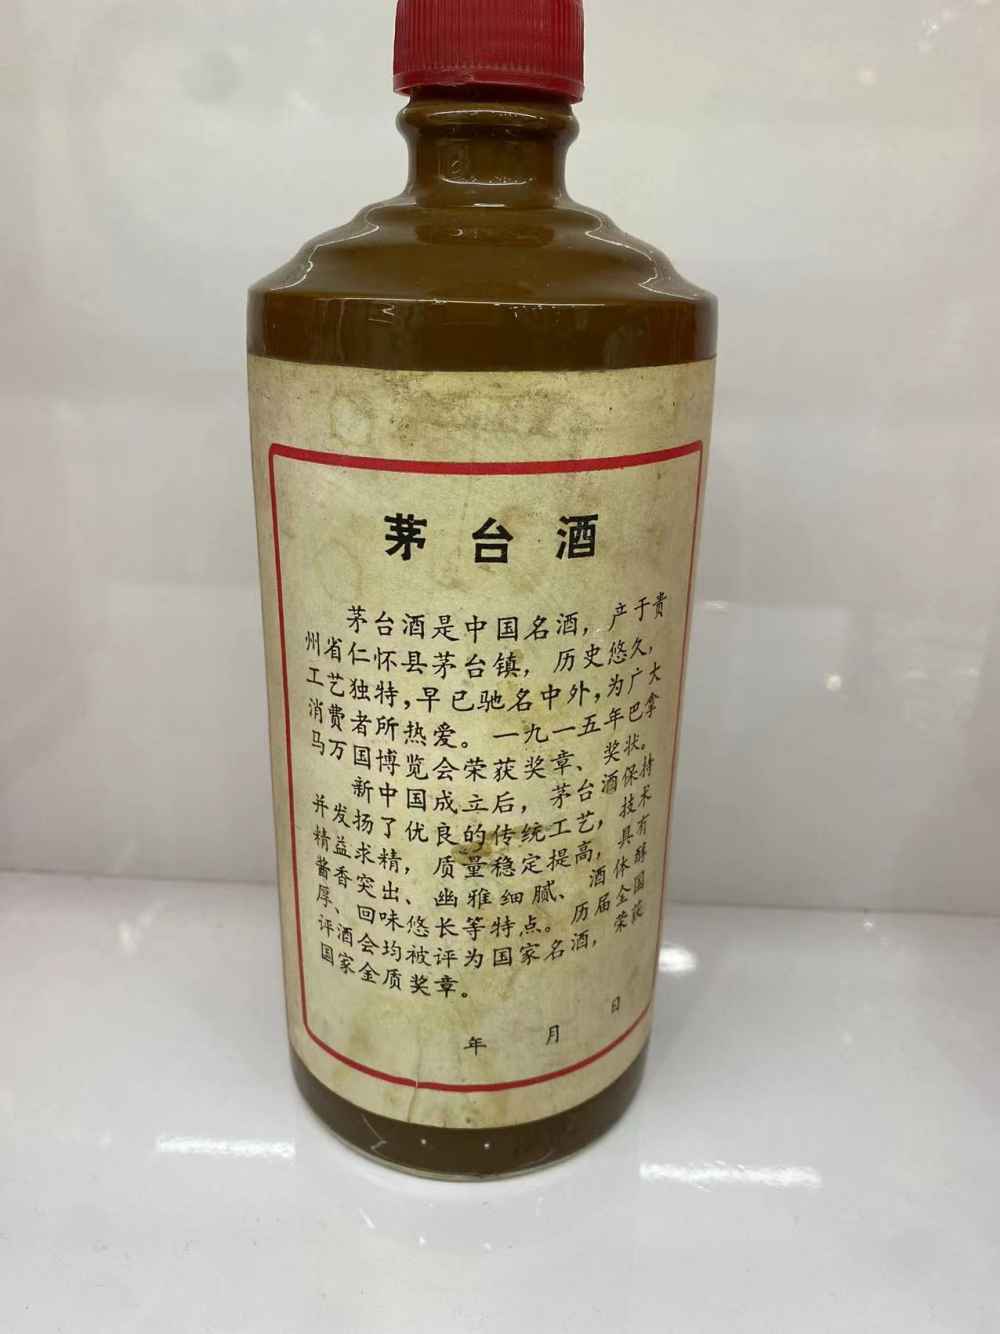 茅台酒
茅台酒是中国名酒，产于贵
州省仁怀县茅台镇，历史悠久，
工艺独特，早已驰名中外，为广大
消费者所热爱。一九一五年巴拿
马万国博览会荣获奖章、奖状。
新中国成立后，茅台酒保持
并发扬了优良的传统工艺，技术
精益求精，质量稳定提高，具有
酱香突出、幽雅细腻、酒体醇
厚、回味悠长等特点。历届全国
评酒会均被评为国家名酒，荣获
国家金质奖章。
年 月 日